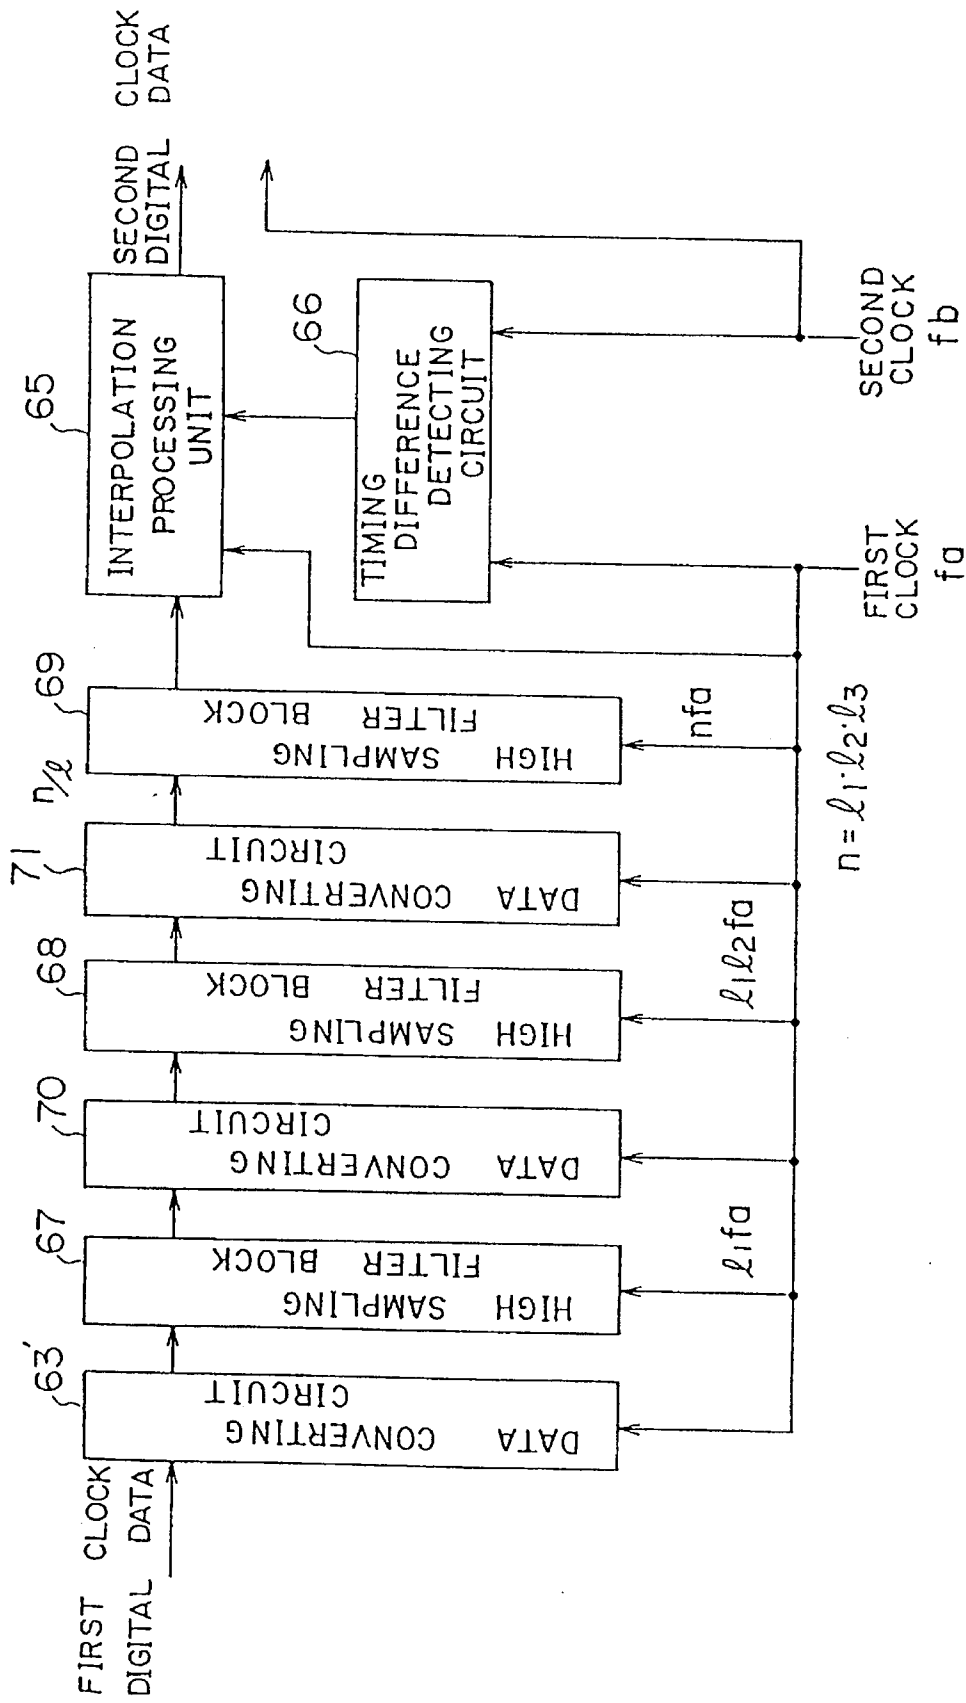 FIRST CLOCK
DIGITAL DATA
63'
DATA CONVERTING
CIRCUIT
67
HIGH SAMPLING
FILTER BLOCK
70
DATA CONVERTING
CIRCUIT
68
HIGH SAMPLING
FILTER BLOCK
71
DATA CONVERTING
CIRCUIT
n/ℓ
69
HIGH SAMPLING
FILTER BLOCK
65
INTERPOLATION
PROCESSING
UNIT
SECOND CLOCK
DIGITAL DATA
66
TIMING
DIFFERENCE
DETECTING
CIRCUIT
ℓ1fa
ℓ1ℓ2fa
nfa
n=ℓ1·ℓ2·ℓ3
FIRST
CLOCK
fa
SECOND
CLOCK
fb